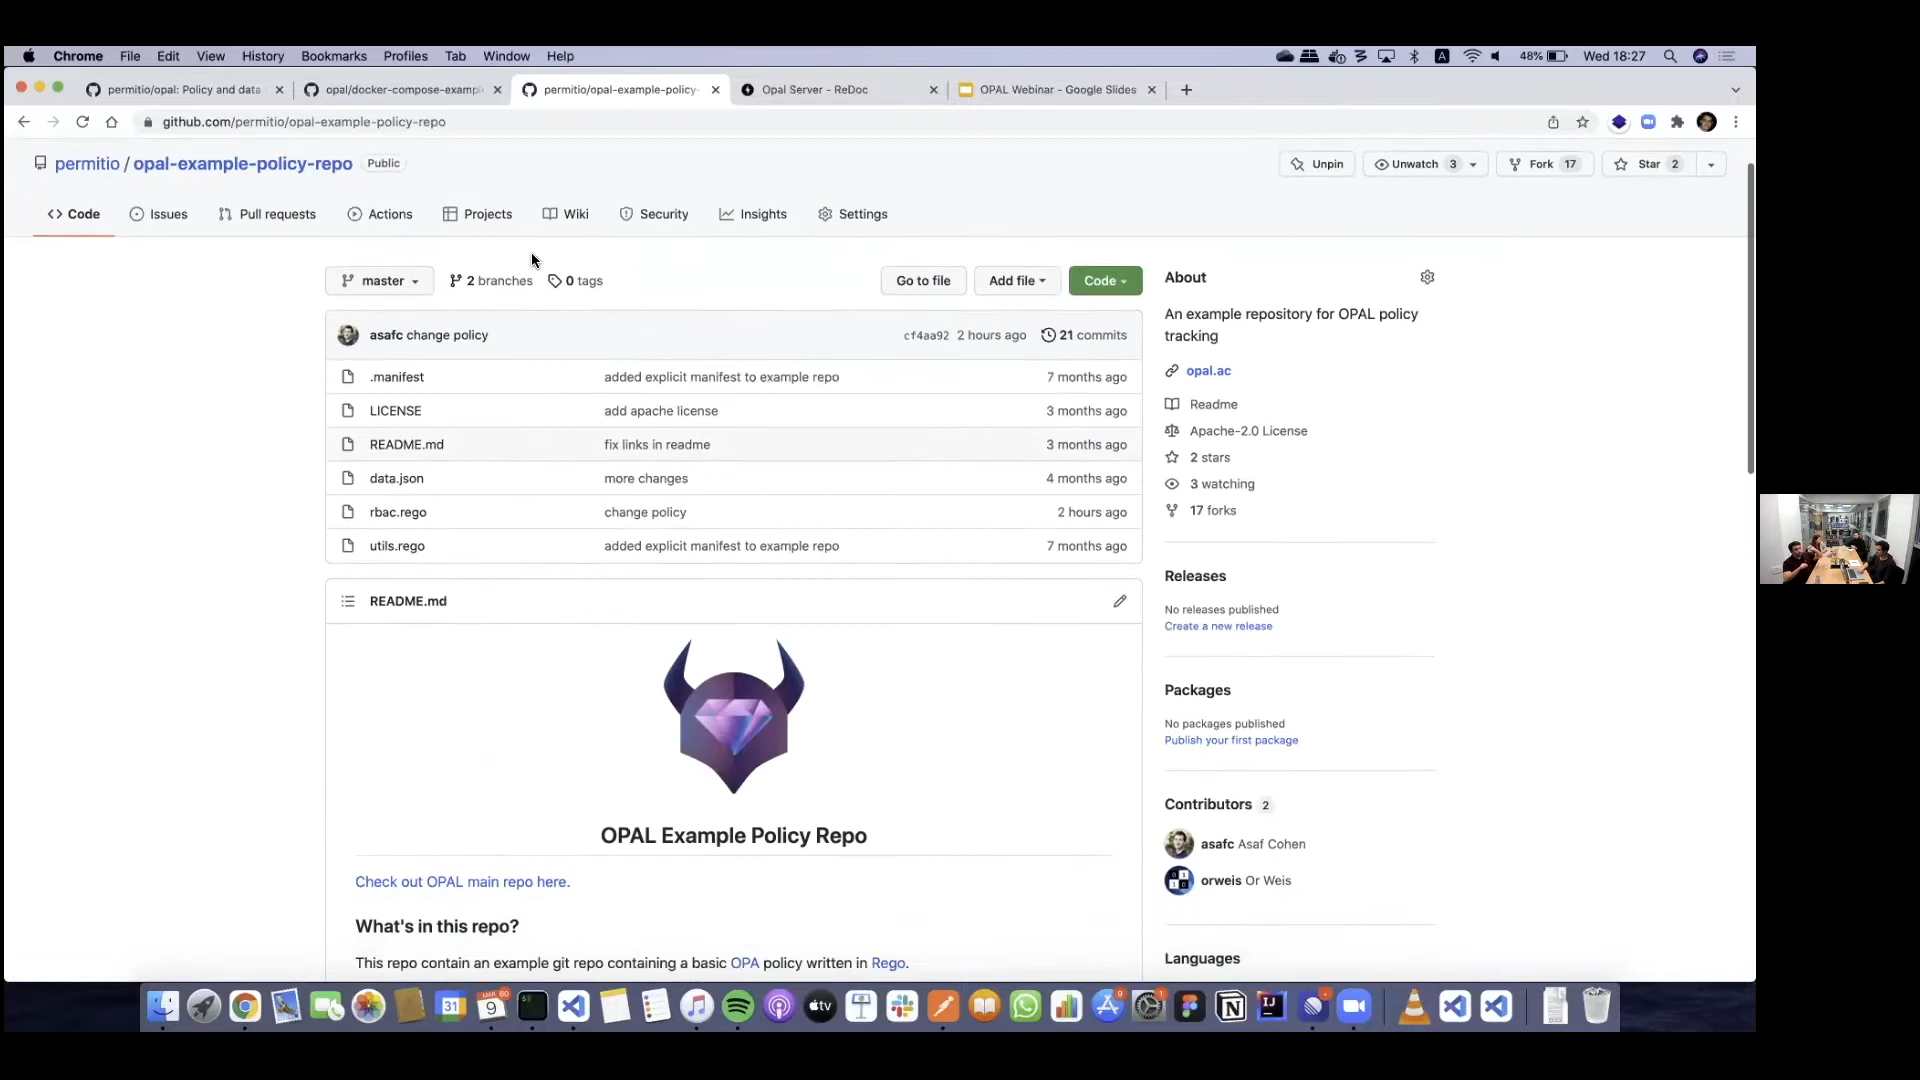 Chrome File Edit View History Bookmarks Profiles Tab Window Help 48% Wed 18:27
permitio/opal: Policy and data opal/docker-compose-exampl permitio/opal-example-policy- Opal Server - ReDoc OPAL Webinar - Google Slides
github.com/permitio/opal-example-policy-repo
permitio / opal-example-policy-repo Public Unpin Unwatch 3 Fork 17 Star 2
Code Issues Pull requests Actions Projects Wiki Security Insights Settings
master 2 branches 0 tags Go to file Add file Code
asafc change policy cf4aa92 2 hours ago 21 commits
.manifest added explicit manifest to example repo 7 months ago
LICENSE add apache license 3 months ago
README.md fix links in readme 3 months ago
data.json more changes 4 months ago
rbac.rego change policy 2 hours ago
utils.rego added explicit manifest to example repo 7 months ago
README.md
OPAL Example Policy Repo
Check out OPAL main repo here.
What's in this repo?
This repo contain an example git repo containing a basic OPA policy written in Rego.
About
An example repository for OPAL policy
tracking
opal.ac
Readme
Apache-2.0 License
2 stars
3 watching
17 forks
Releases
No releases published
Create a new release
Packages
No packages published
Publish your first package
Contributors 2
asafc Asaf Cohen
orweis Or Weis
Languages